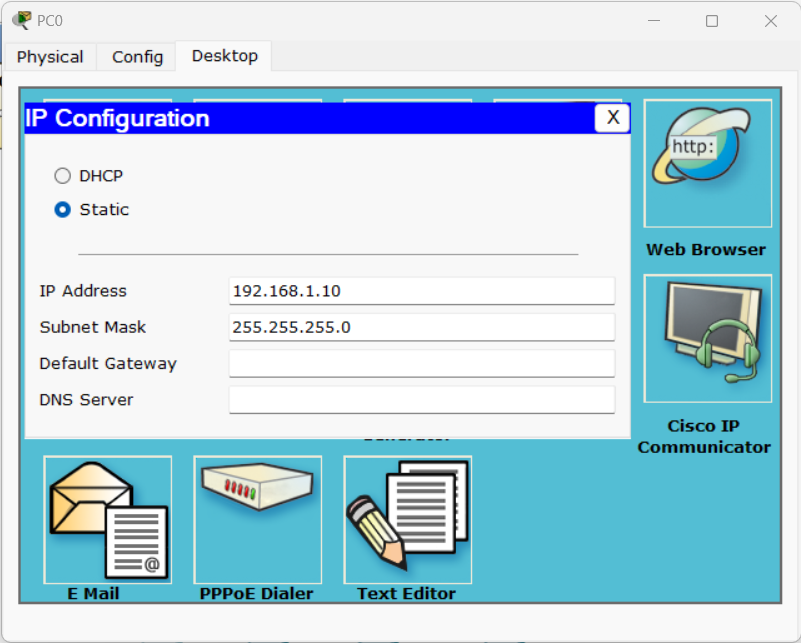 PC0
Physical Config Desktop
IP Configuration X
DHCP
Static
IP Address 192.168.1.10
Subnet Mask 255.255.255.0
Default Gateway
DNS Server
http:
Web Browser
Cisco IP
Communicator
@
E Mail
PPPoE Dialer
Text Editor